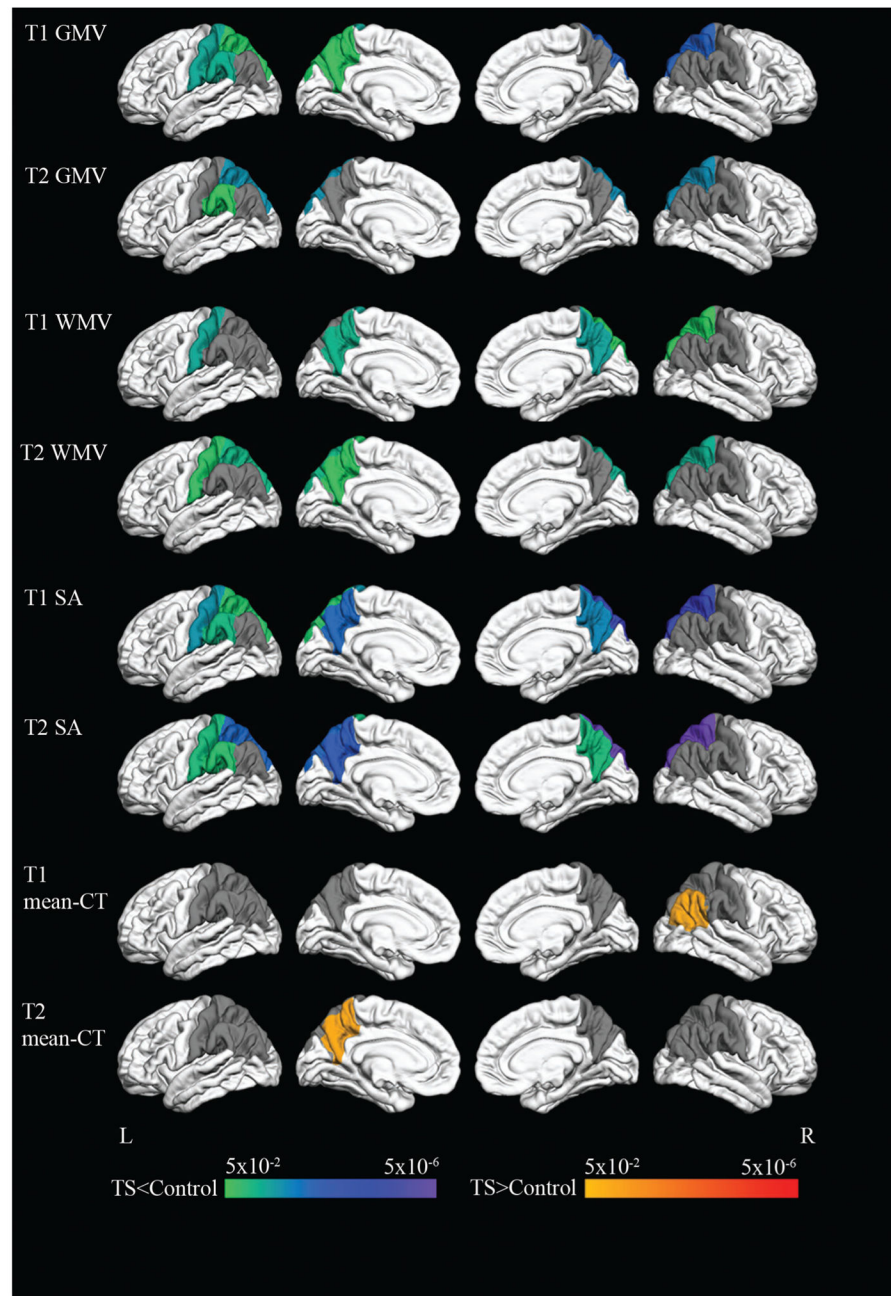 T1 GMV
T2 GMV
T1 WMV
T2 WMV
T1 SA
T2 SA
T1
mean-CT
T2
mean-CT
L R
5x10⁻² 5x10⁻⁶ 5x10⁻² 5x10⁻⁶
TS<Control TS>Control